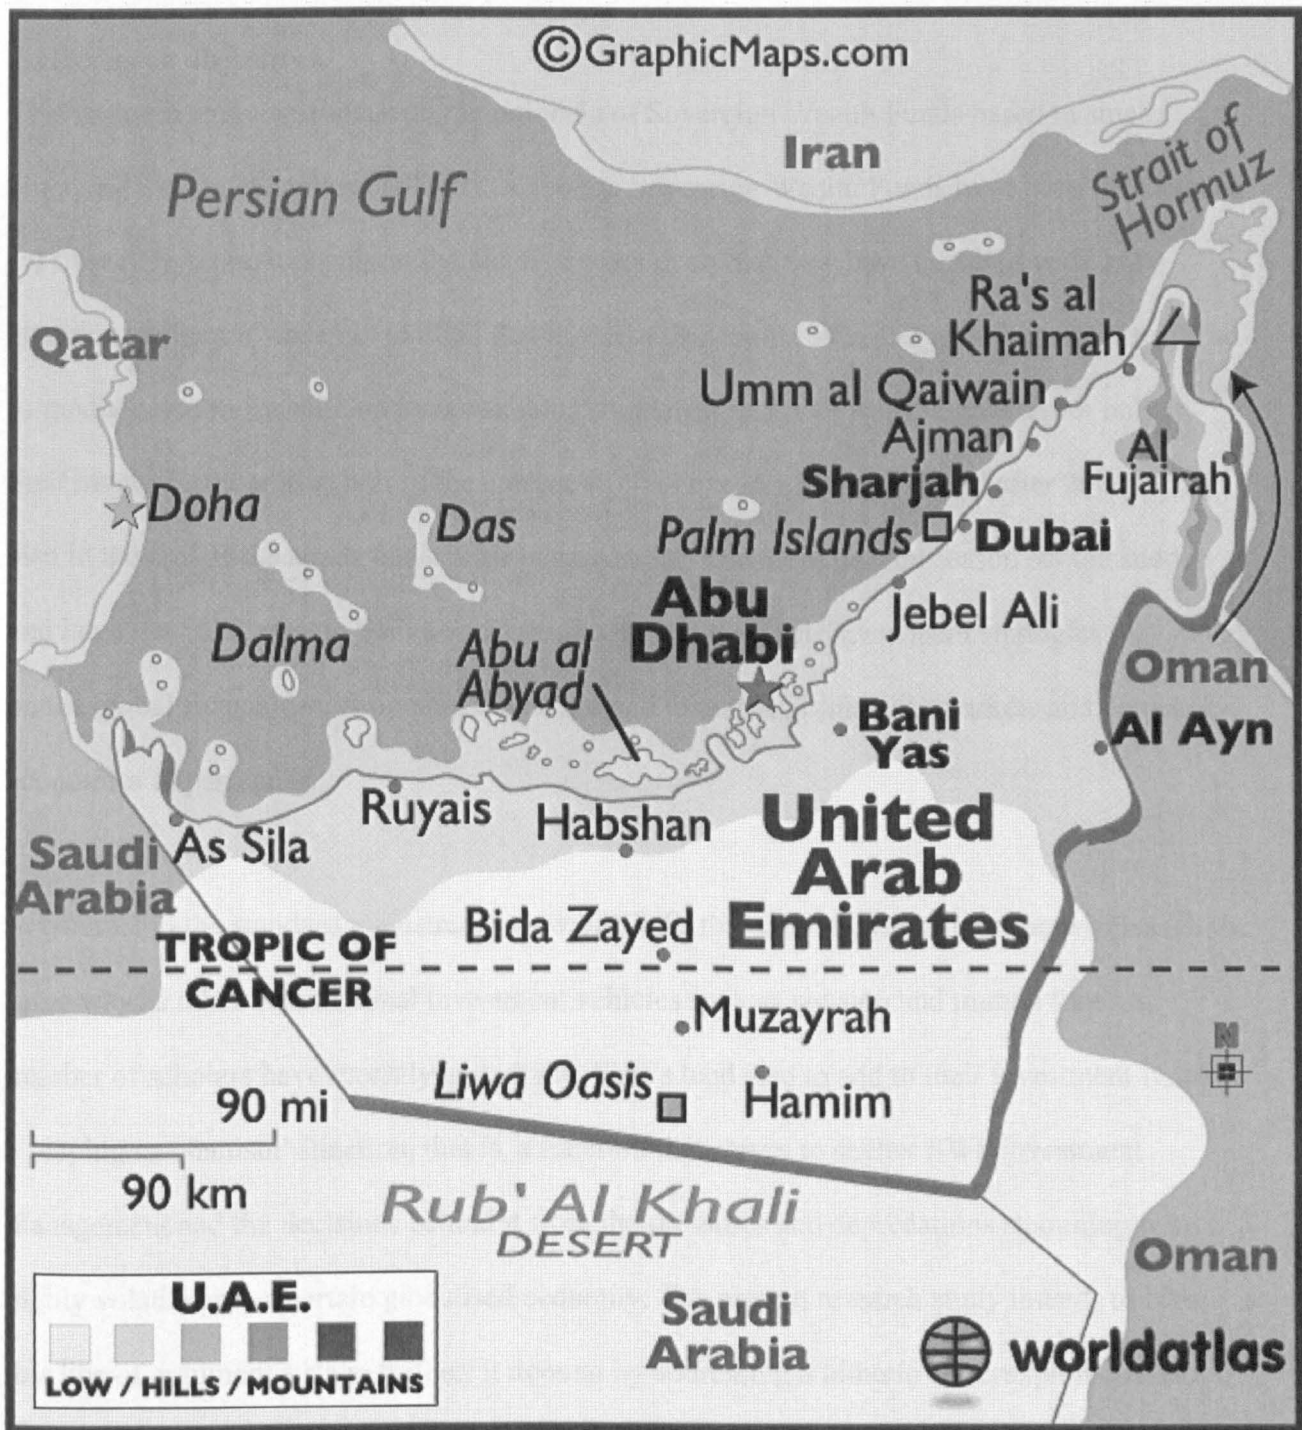 ©GraphicMaps.com
Iran
Strait of
Hormuz
Persian Gulf
Ra's al
Khaimah
Qatar
Umm al Qaiwain
Ajman
Al
Fujairah
Sharjah
Doha
Das
Palm Islands
Dubai
Abu
Dhabi
Jebel Ali
Dalma
Abu al
Abyad
Oman
Bani
Yas
Al Ayn
Ruyais
Habshan
United
Arab
Emirates
As Sila
Saudi
Arabia
Bida Zayed
TROPIC OF
CANCER
Muzayrah
N
Liwa Oasis
Hamim
90 mi
90 km
Rub' Al Khali
DESERT
Oman
U.A.E.
LOW / HILLS / MOUNTAINS
Saudi
Arabia
worldatlas